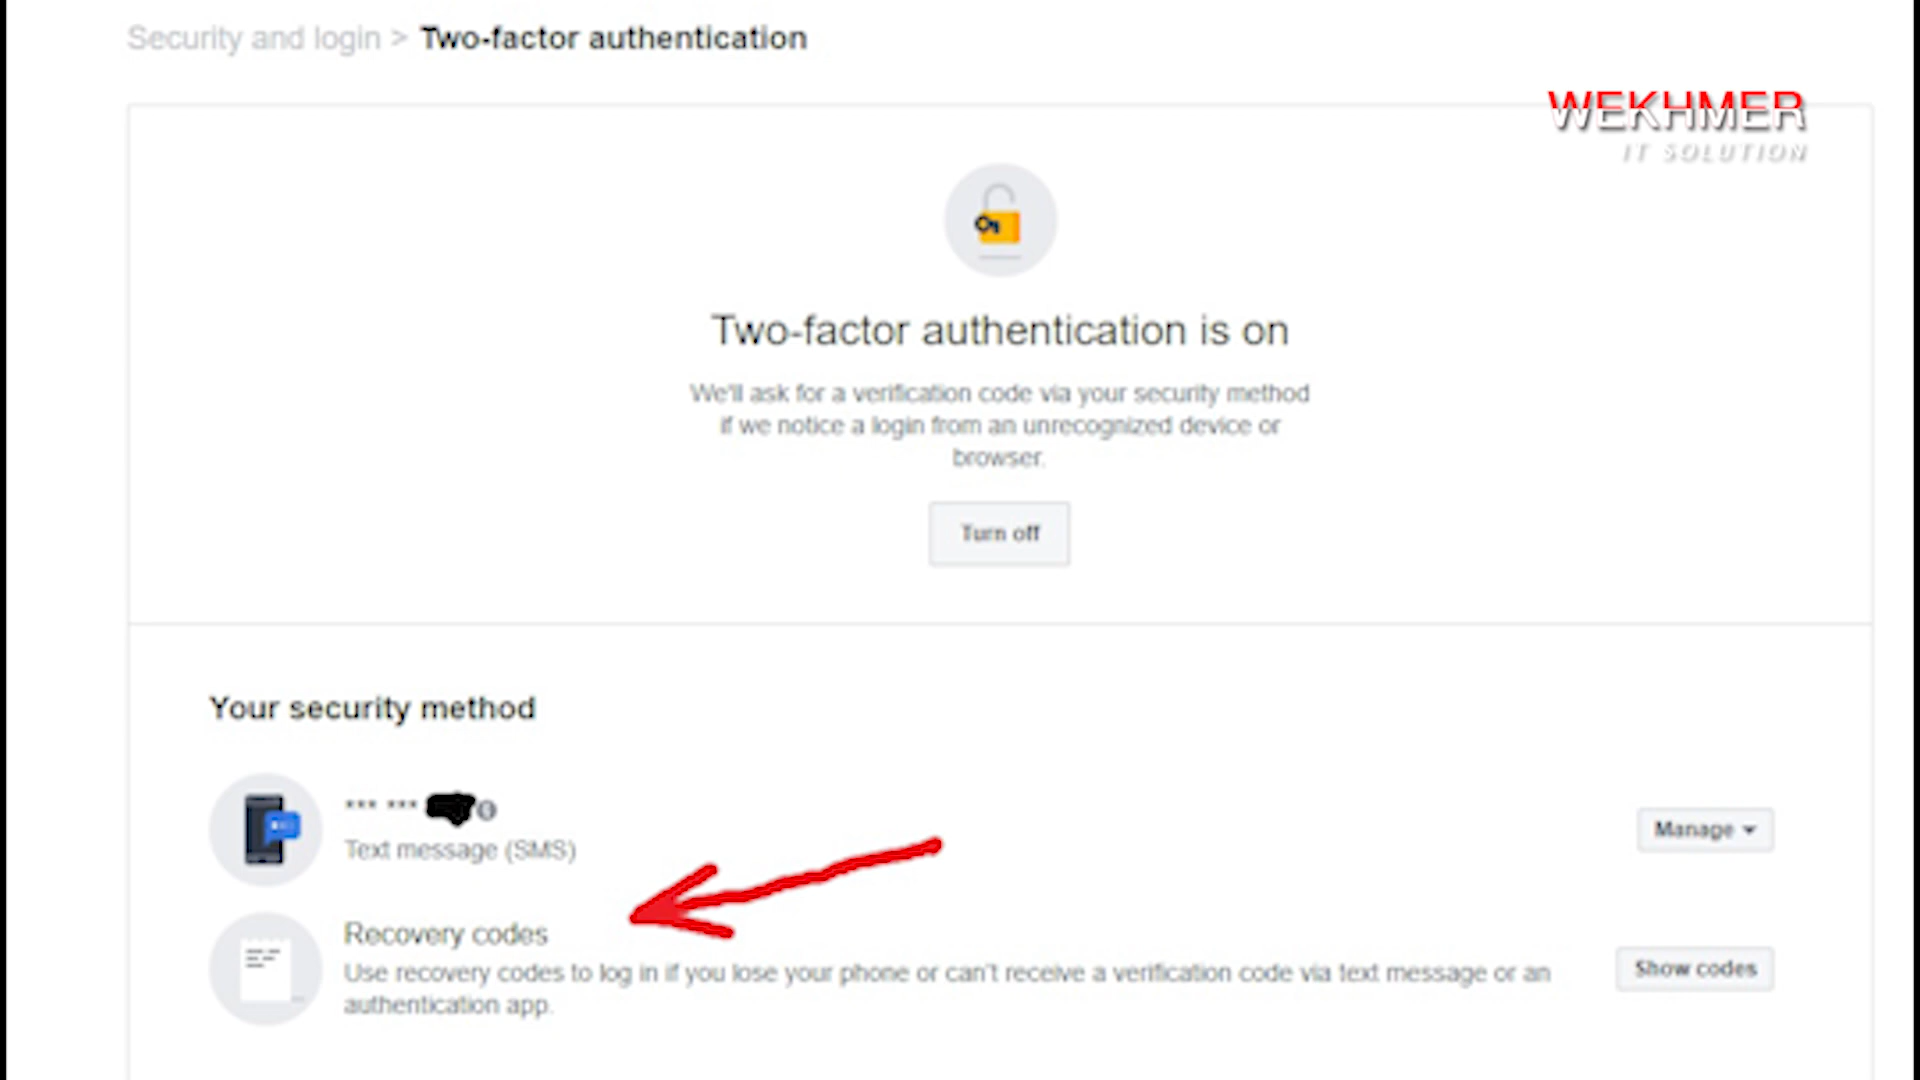 Security and login > Two-factor authentication
WEKHMER
IT SOLUTION
Two-factor authentication is on
We'll ask for a verification code via your security method
if we notice a login from an unrecognized device or
browser.
Turn off
Your security method
*** ***
Text message (SMS)
Manage
Recovery codes
Use recovery codes to log in if you lose your phone or can't receive a verification code via text message or an
authentication app.
Show codes